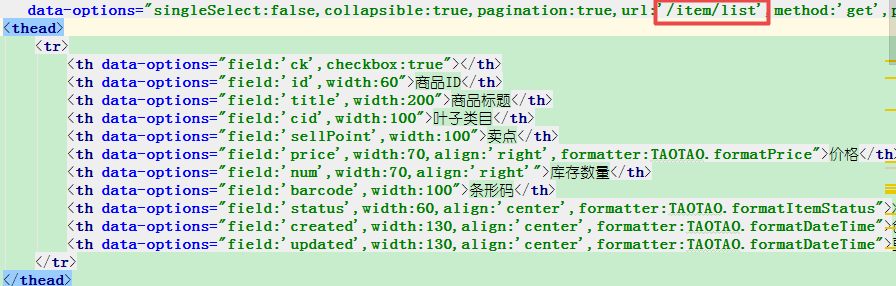 data-options="singleSelect:false,collapsible:true,pagination:true,url:'/item/list',method:'get',
<thead>
<tr>
<th data-options="field:'ck',checkbox:true"></th>
<th data-options="field:'id',width:60">商品ID</th>
<th data-options="field:'title',width:200">商品标题</th>
<th data-options="field:'cid',width:100">叶子类目</th>
<th data-options="field:'sellPoint',width:100">卖点</th>
<th data-options="field:'price',width:70,align:'right',formatter:TAOTAO.formatPrice">价格</th>
<th data-options="field:'num',width:70,align:'right'">库存数量</th>
<th data-options="field:'barcode',width:100">条形码</th>
<th data-options="field:'status',width:60,align:'center',formatter:TAOTAO.formatItemStatus">
<th data-options="field:'created',width:130,align:'center',formatter:TAOTAO.formatDateTime">
<th data-options="field:'updated',width:130,align:'center',formatter:TAOTAO.formatDateTime">
</tr>
</thead>